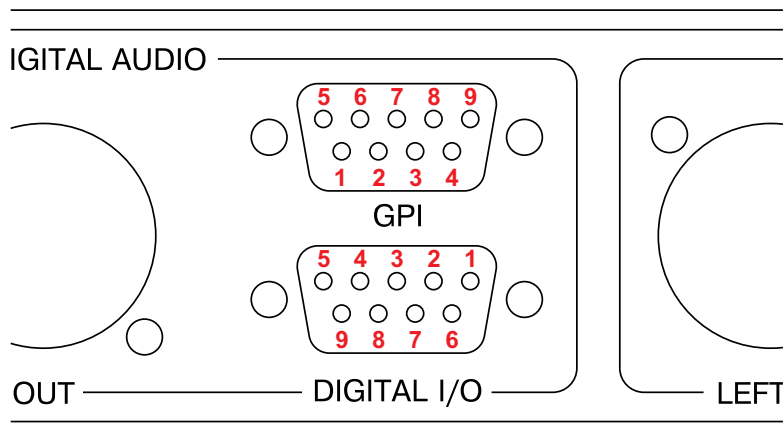 IGITAL AUDIO
5 6 7 8 9
1 2 3 4
GPI
5 4 3 2 1
9 8 7 6
OUT
DIGITAL I/O
LEFT